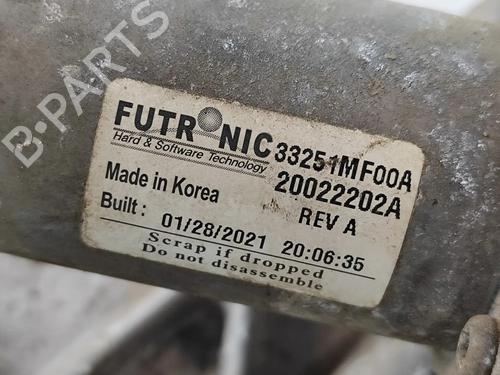 B-PARTS
FUTRONIC 33251MF00A
Hard & Software Technology 20022202A
Made in Korea REV A
Built : 01/28/2021 20:06:35
Scrap if dropped
Do not disassemble